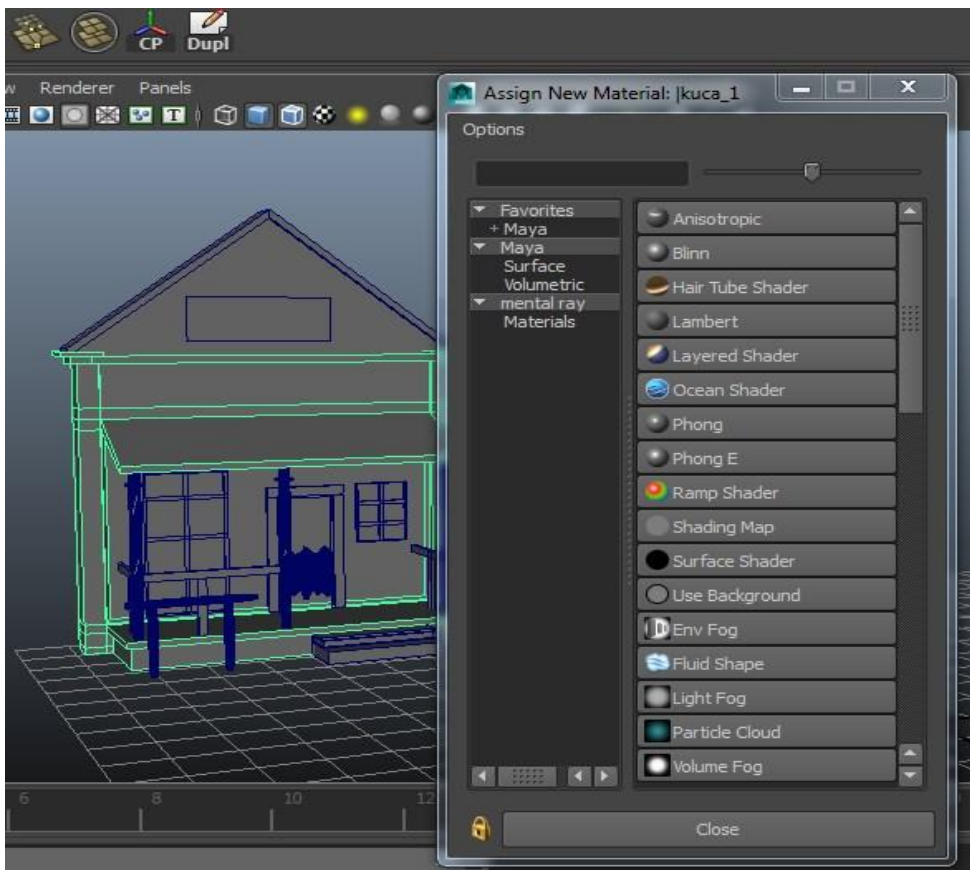 CP Dupl
w Renderer Panels
T
Assign New Material: |kuca_1
Options
Favorites
+ Maya
Maya
Surface
Volumetric
mental ray
Materials
Anisotropic
Blinn
Hair Tube Shader
Lambert
Layered Shader
Ocean Shader
Phong
Phong E
Ramp Shader
Shading Map
Surface Shader
Use Background
Env Fog
Fluid Shape
Light Fog
Particle Cloud
Volume Fog
6 8 10 12
Close